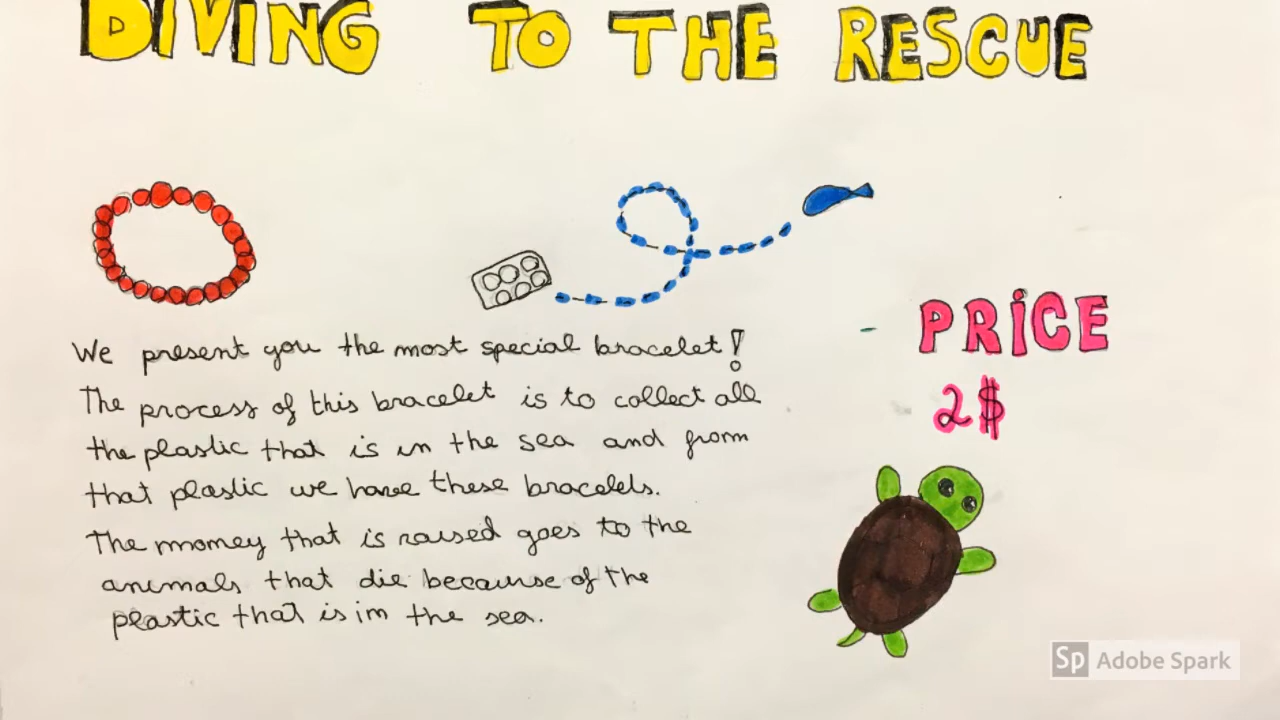 DIVING TO THE RESCUE
We present you the most special bracelet!
The process of this bracelet is to collect all
the plastic that is in the sea and from
that plastic we have these bracelets.
The money that is raised goes to the
animals that die because of the
plastic that is in the sea.
- PRiCE
2$
Sp Adobe Spark